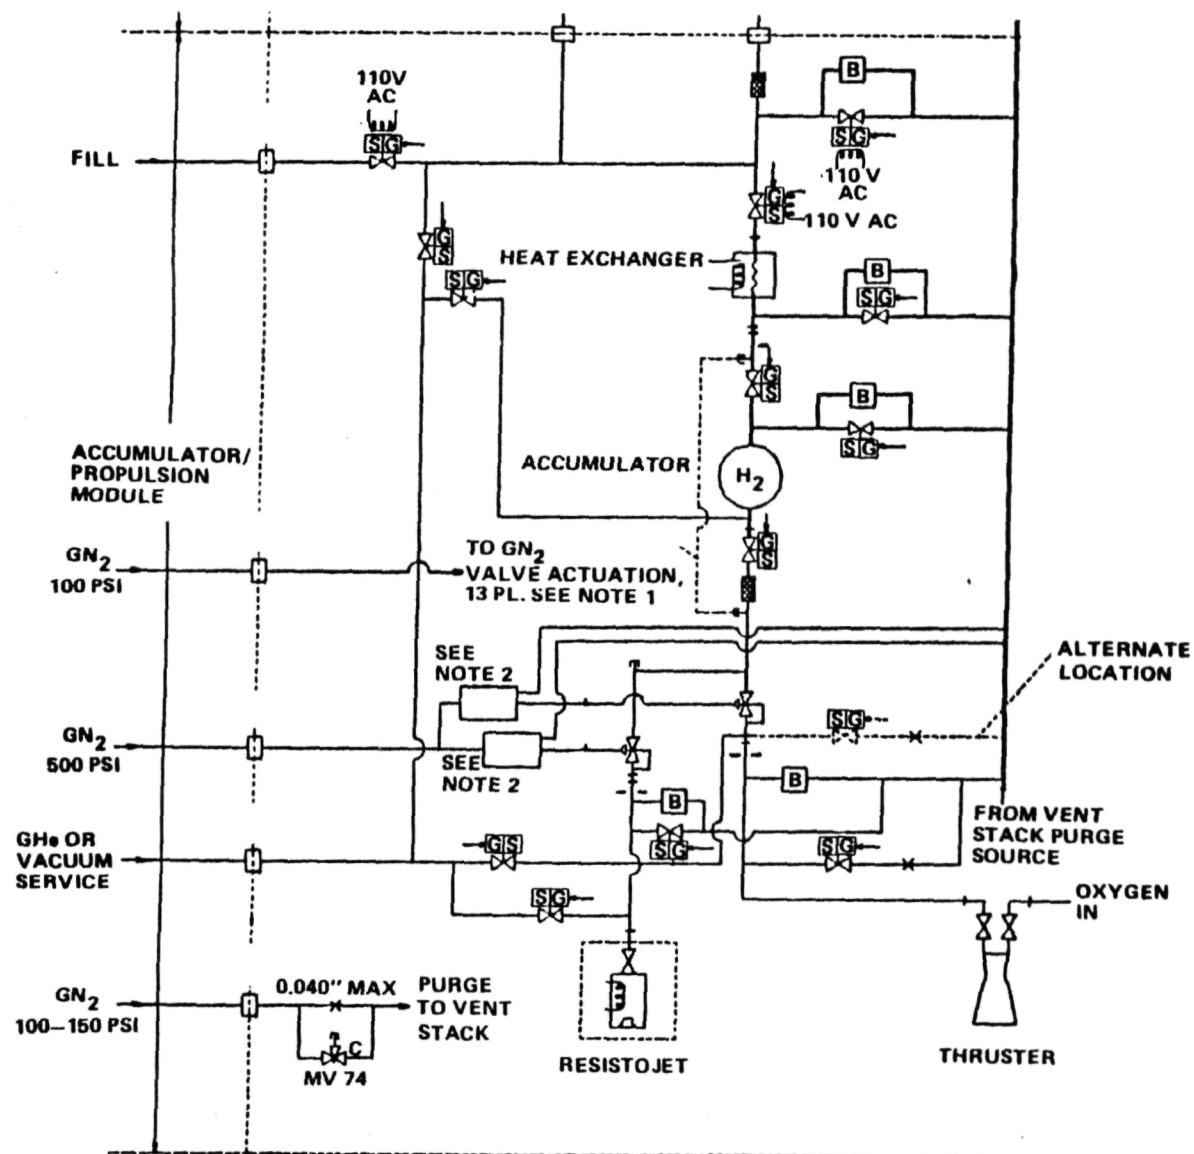 110V
AC
S G
B
S G
110 V
AC
FILL
G
S
110 V AC
G
S
S G
HEAT EXCHANGER
B
S G
G
S
B
S G
ACCUMULATOR/
PROPULSION
MODULE
ACCUMULATOR
H2
G
S
GN2
100 PSI
TO GN2
VALVE ACTUATION,
13 PL. SEE NOTE 1
SEE
NOTE 2
ALTERNATE
LOCATION
S G
GN2
500 PSI
SEE
NOTE 2
B
B
FROM VENT
STACK PURGE
SOURCE
GHe OR
VACUUM
SERVICE
G S
S G
S G
S G
OXYGEN
IN
GN2
100–150 PSI
0.040" MAX
PURGE
TO VENT
STACK
C
MV 74
RESISTOJET
THRUSTER